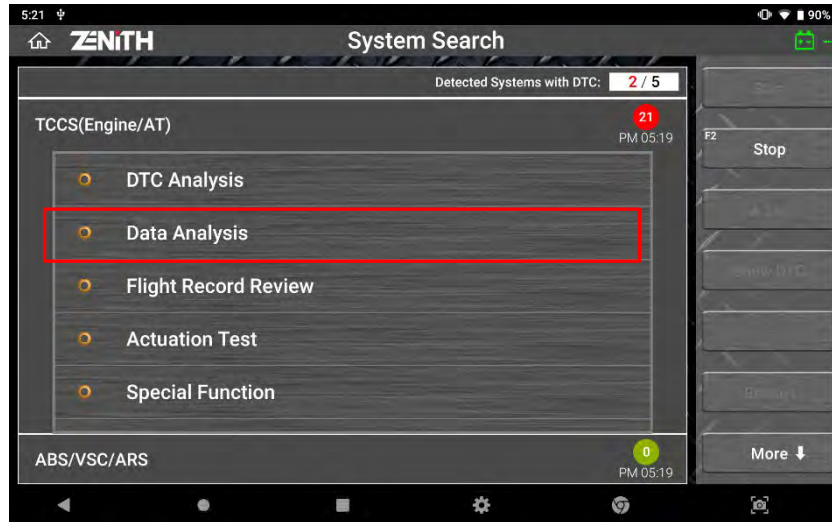 5:21
90%
ZENITH
System Search
Detected Systems with DTC: 2 / 5
TCCS(Engine/AT)
21
PM 05:19
F2
Stop
DTC Analysis
Data Analysis
Show DTC
Flight Record Review
Actuation Test
Special Function
More
ABS/VSC/ARS
0
PM 05:19